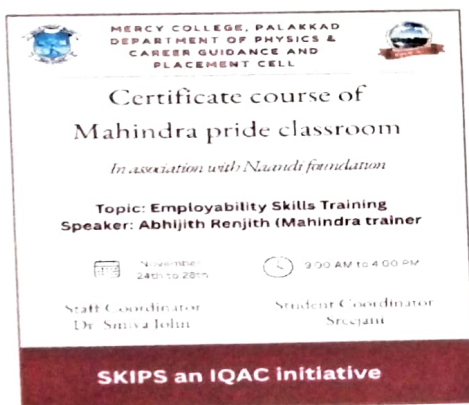 MERCY COLLEGE, PALAKKAD
DEPARTMENT OF PHYSICS &
CAREER GUIDANCE AND
PLACEMENT CELL
Certificate course of
Mahindra pride classroom
In association with Naandi foundation
Topic: Employability Skills Training
Speaker: Abhijith Renjith (Mahindra trainer
November
24th to 28th
9:00 AM to 4:00 PM
Staff Coordinator
Dr.
Student Coordinator
Sreejani
SKIPS an IQAC initiative